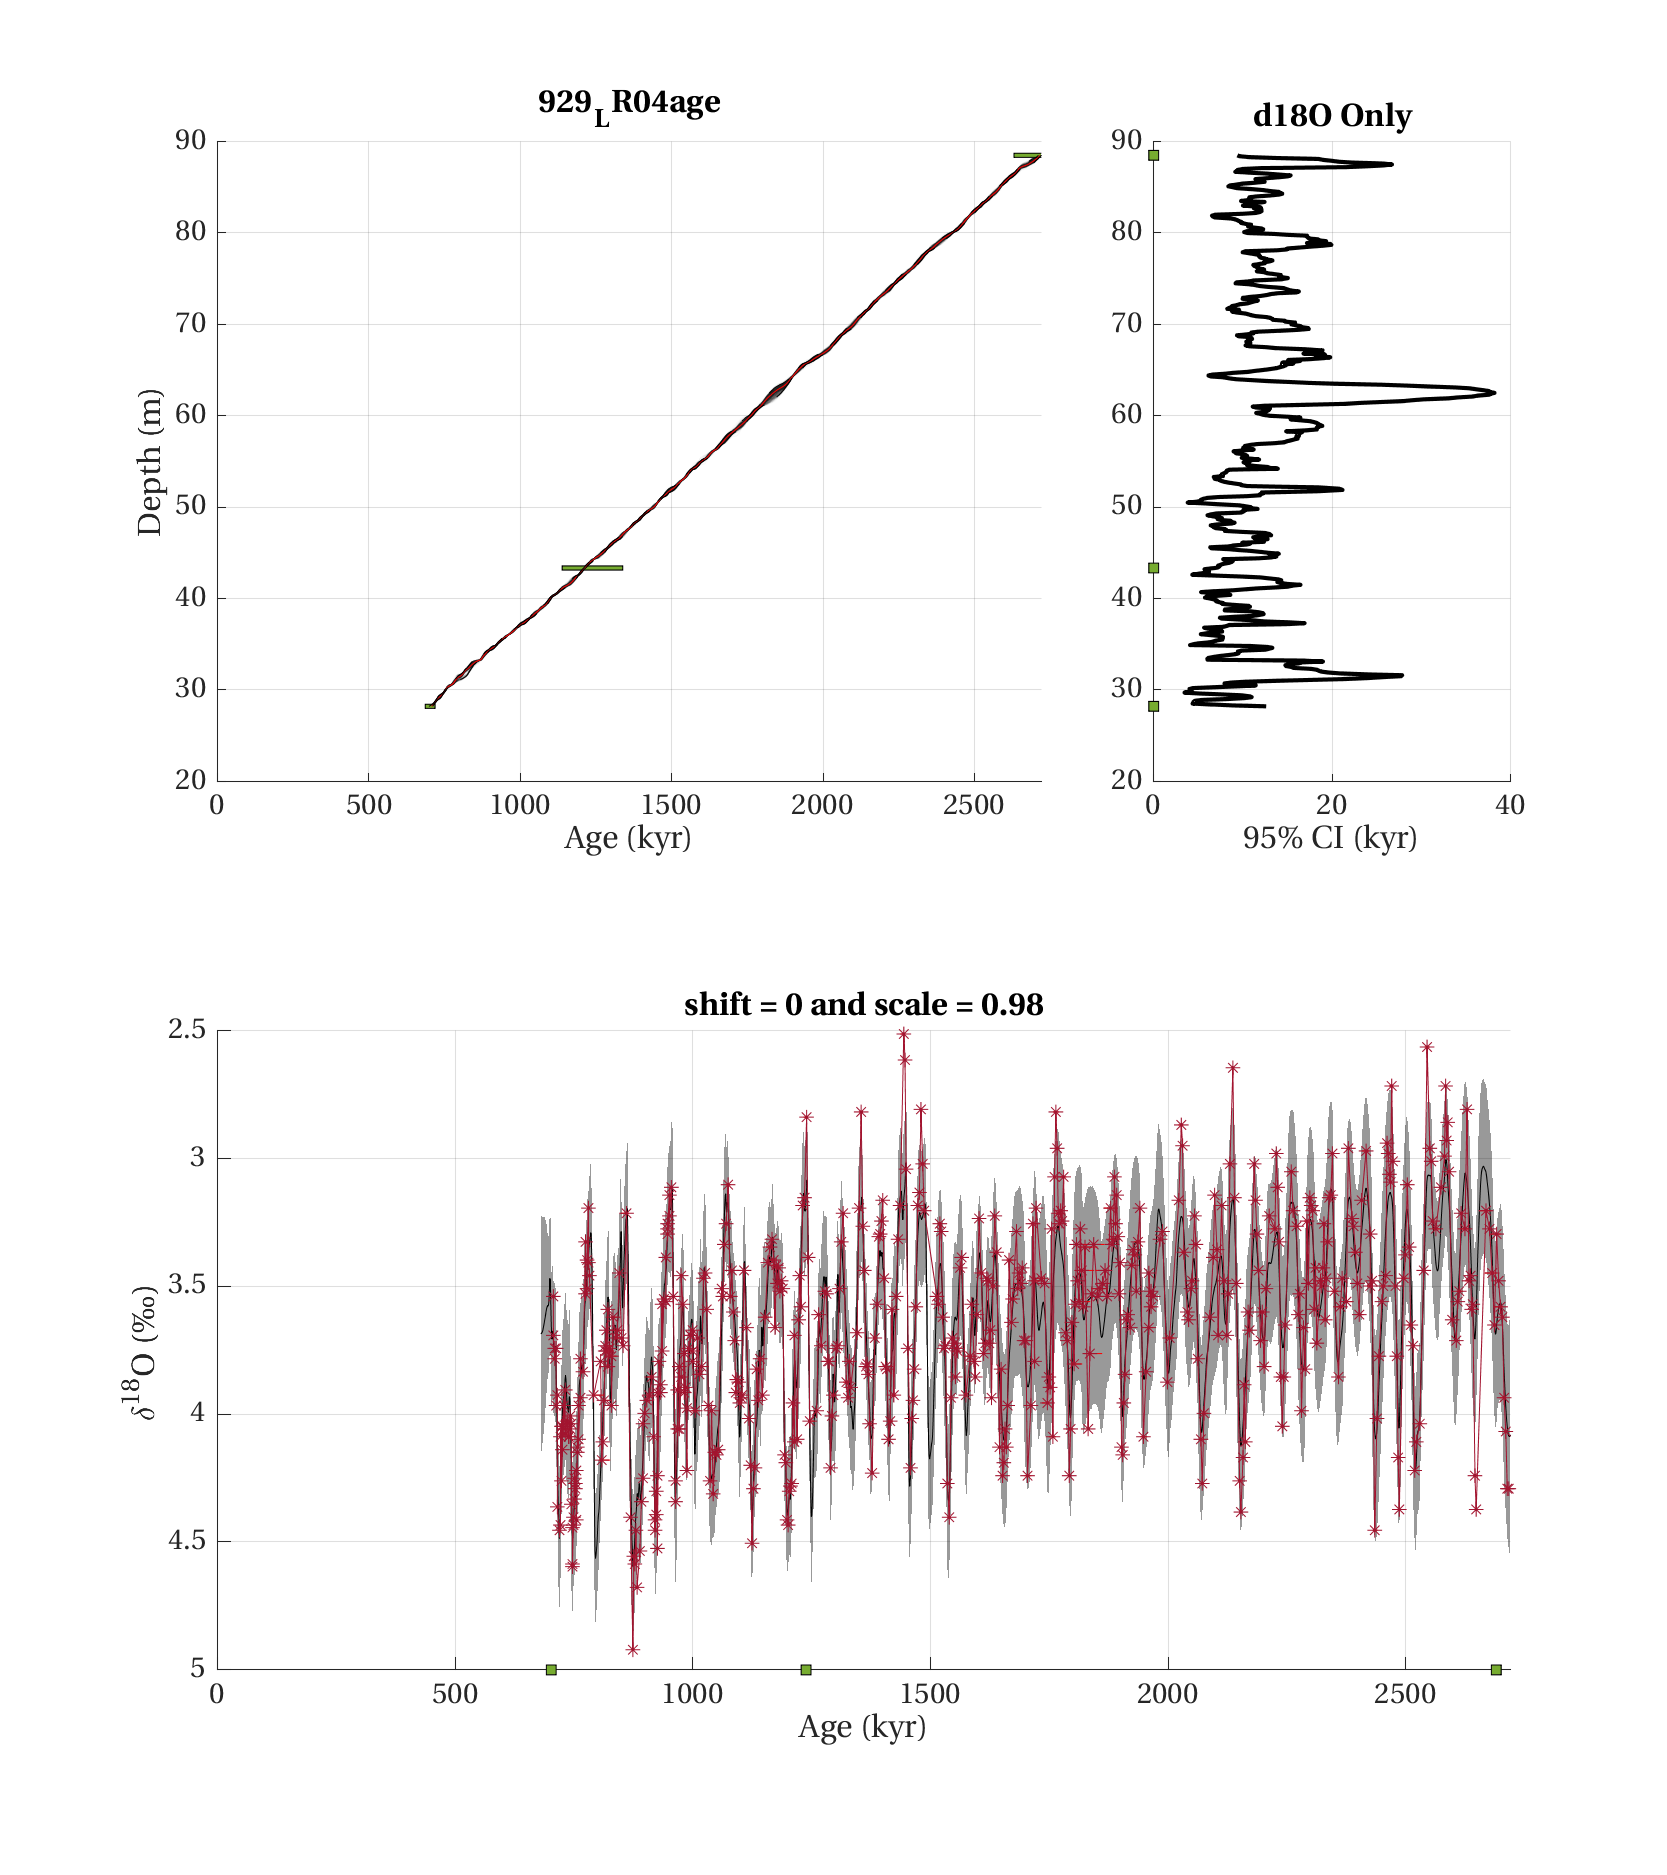 929_LR04age
90
80
70
60
50
40
30
20
Depth (m)
0 500 1000 1500 2000 2500
Age (kyr)
d18O Only
90
80
70
60
50
40
30
20
0 20 40
95% CI (kyr)
shift = 0 and scale = 0.98
2.5
3
3.5
4
4.5
5
δ18O (‰)
0 500 1000 1500 2000 2500
Age (kyr)